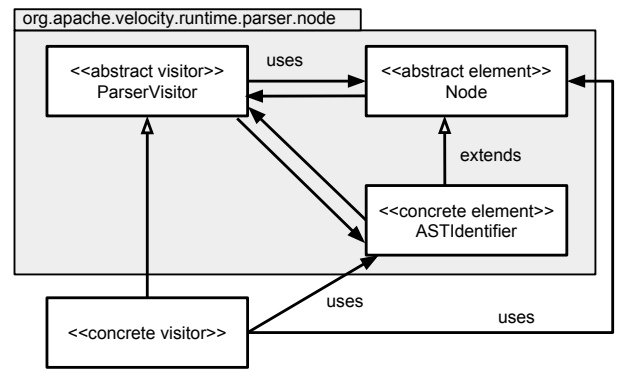 org.apache.velocity.runtime.parser.node
<<abstract visitor>>
ParserVisitor
uses
<<abstract element>>
Node
extends
<<concrete element>>
ASTIdentifier
uses
uses
<<concrete visitor>>